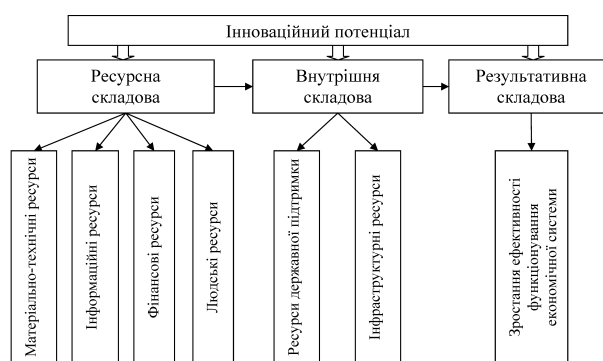 Інноваційний потенціал
Ресурсна
складова
Внутрішня
складова
Результативна
складова
Матеріально-технічні ресурси
Інформаційні ресурси
Фінансові ресурси
Людські ресурси
Ресурси державної підтримки
Інфраструктурні ресурси
Зростання ефективності
функціонування
економічної системи